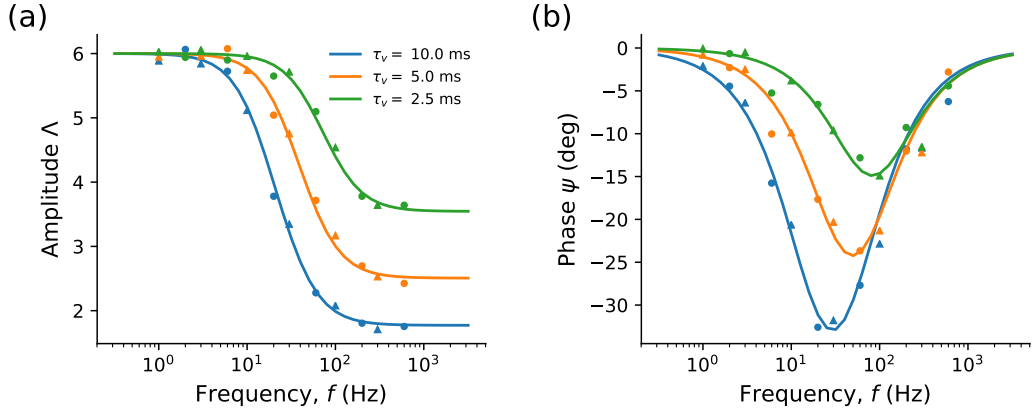 (a)
Amplitude Λ
6
5
4
3
2
τᵥ = 10.0 ms
τᵥ = 5.0 ms
τᵥ = 2.5 ms
10⁰ 10¹ 10² 10³
Frequency, f (Hz)
(b)
Phase ψ (deg)
0
−5
−10
−15
−20
−25
−30
10⁰ 10¹ 10² 10³
Frequency, f (Hz)